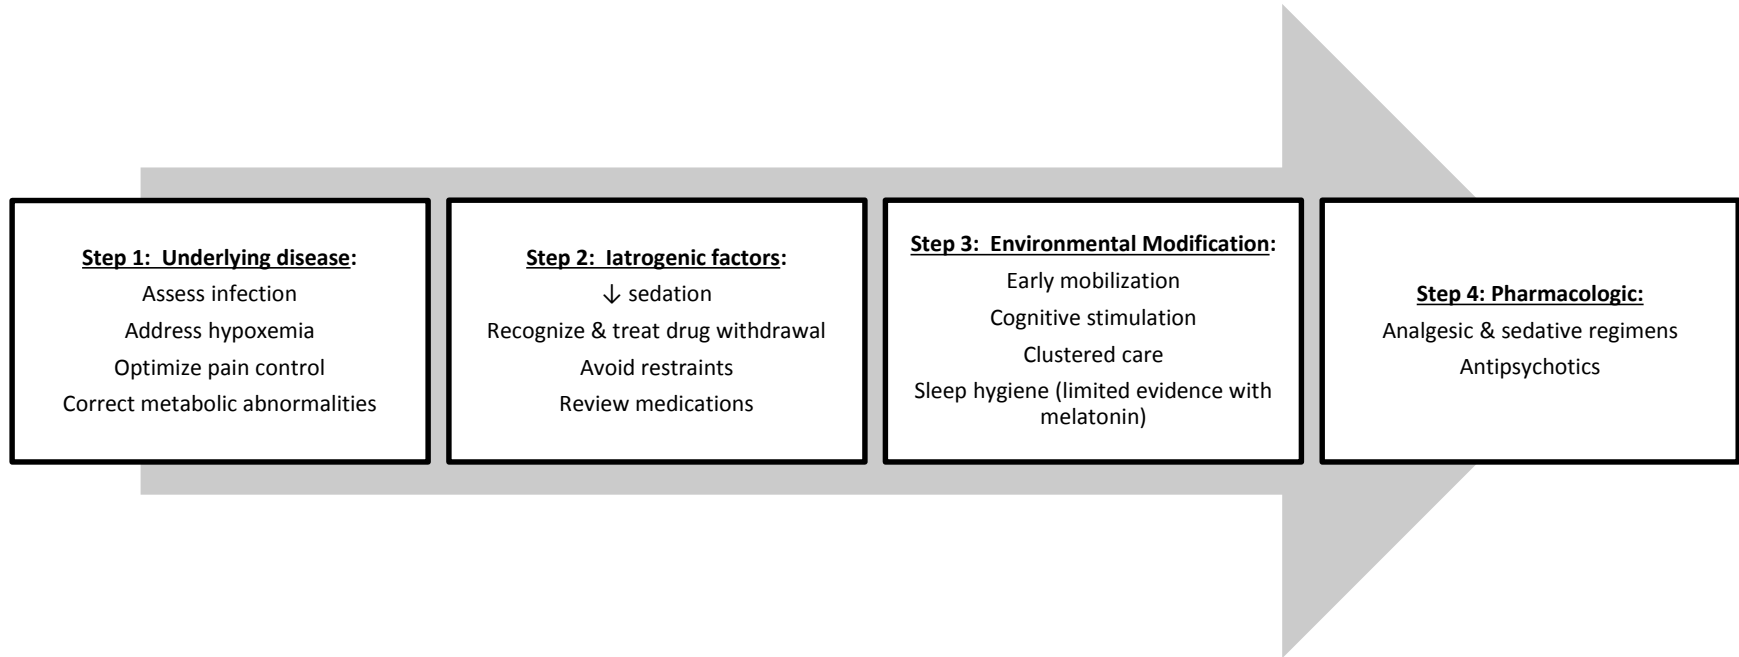 Step 1:  Underlying disease:
Assess infection
Address hypoxemia
Optimize pain control
Correct metabolic abnormalities
Step 2:  Iatrogenic factors:
↓ sedation
Recognize & treat drug withdrawal
Avoid restraints
Review medications
Step 3:  Environmental Modification:
Early mobilization
Cognitive stimulation
Clustered care
Sleep hygiene (limited evidence with
melatonin)
Step 4: Pharmacologic:
Analgesic & sedative regimens
Antipsychotics